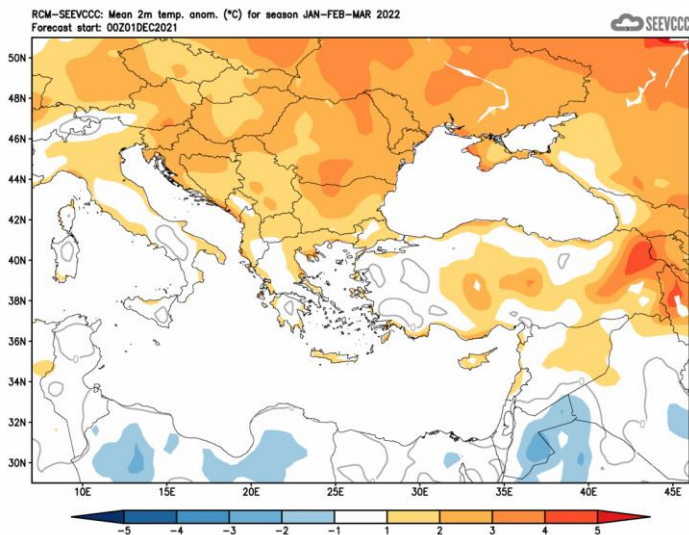 RCM-SEEVCCC: Mean 2m temp. anom. (°C) for season JAN-FEB-MAR 2022
Forecast start: 00Z01DEC2021
SEEVCCC
50N
48N
46N
44N
42N
40N
38N
36N
34N
32N
30N
10E 15E 20E 25E 30E 35E 40E 45E
-5 -4 -3 -2 -1 1 2 3 4 5